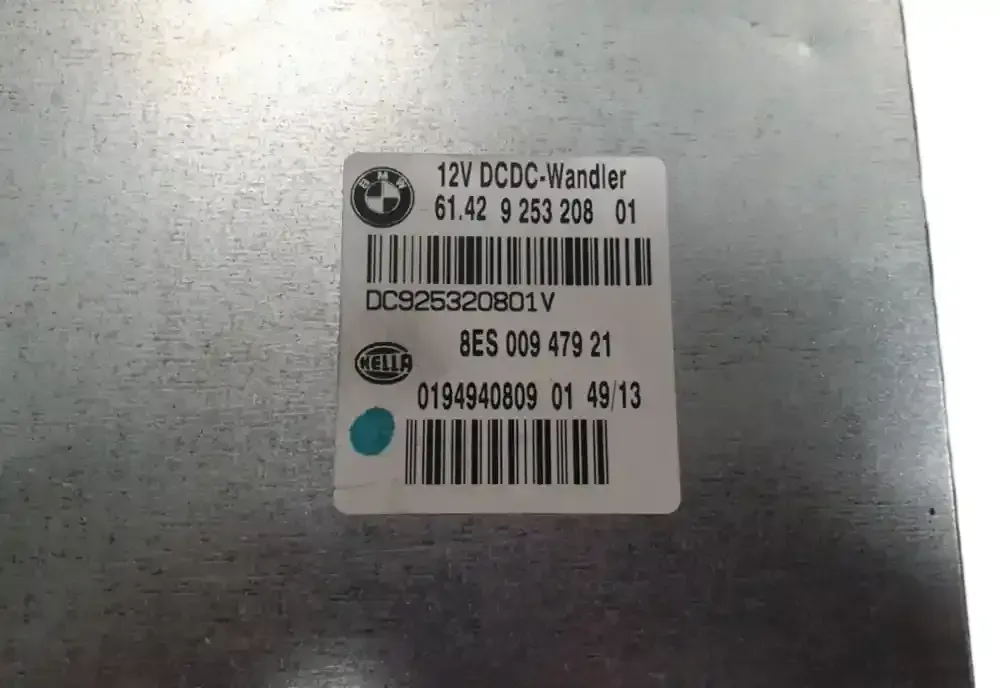 BMW
12V DCDC-Wandler
61.42 9 253 208 01
DC925320801V
8ES 009 479 21
HELLA
0194940809 01 49/13